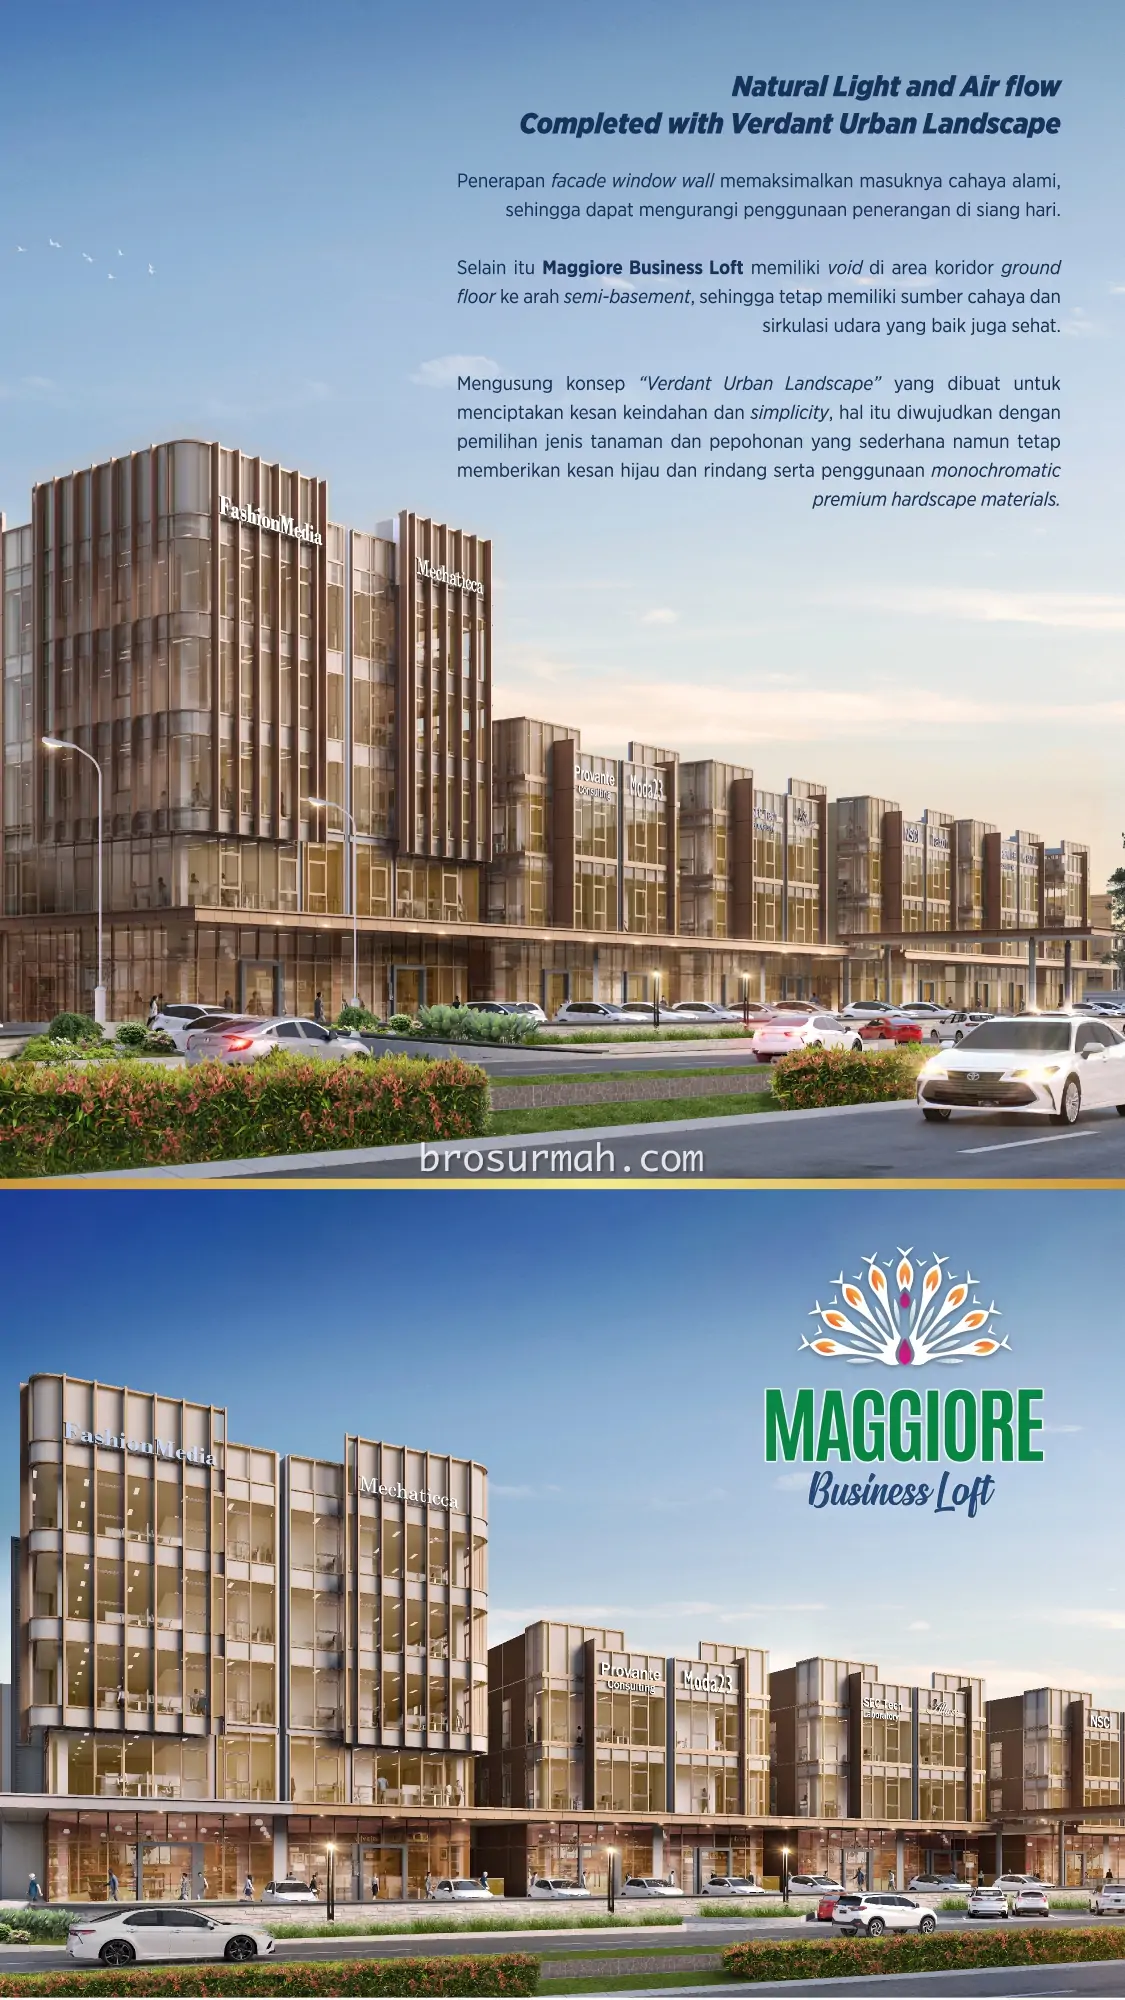 Natural Light and Air flow
Completed with Verdant Urban Landscape
Penerapan facade window wall memaksimalkan masuknya cahaya alami,
sehingga dapat mengurangi penggunaan penerangan di siang hari.
Selain itu Maggiore Business Loft memiliki void di area koridor ground
floor ke arah semi-basement, sehingga tetap memiliki sumber cahaya dan
sirkulasi udara yang baik juga sehat.
Mengusung konsep “Verdant Urban Landscape” yang dibuat untuk
menciptakan kesan keindahan dan simplicity, hal itu diwujudkan dengan
pemilihan jenis tanaman dan pepohonan yang sederhana namun tetap
memberikan kesan hijau dan rindang serta penggunaan monochromatic
premium hardscape materials.
FashionMedia
Mechaticca
Provante
Consulting
Moda23
NSC
brosurmah.com
MAGGIORE
Business Loft
FashionMedia
Mechaticca
Provante
Consulting
Moda23
Tech
Laboratory
NSC